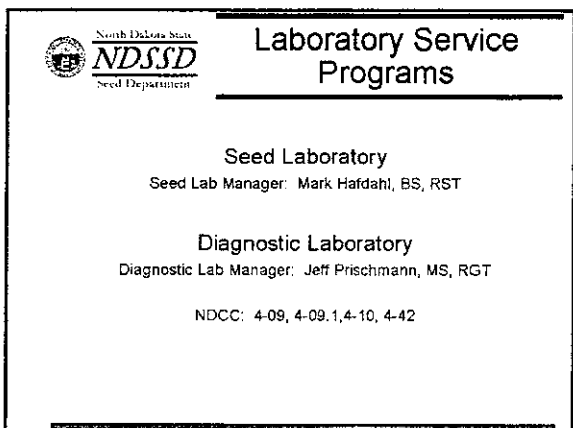 North Dakota State
NDSSD
Seed Department
Laboratory Service
Programs
Seed Laboratory
Seed Lab Manager: Mark Hafdahl, BS, RST
Diagnostic Laboratory
Diagnostic Lab Manager: Jeff Prischmann, MS, RGT
NDCC: 4-09, 4-09.1,4-10, 4-42